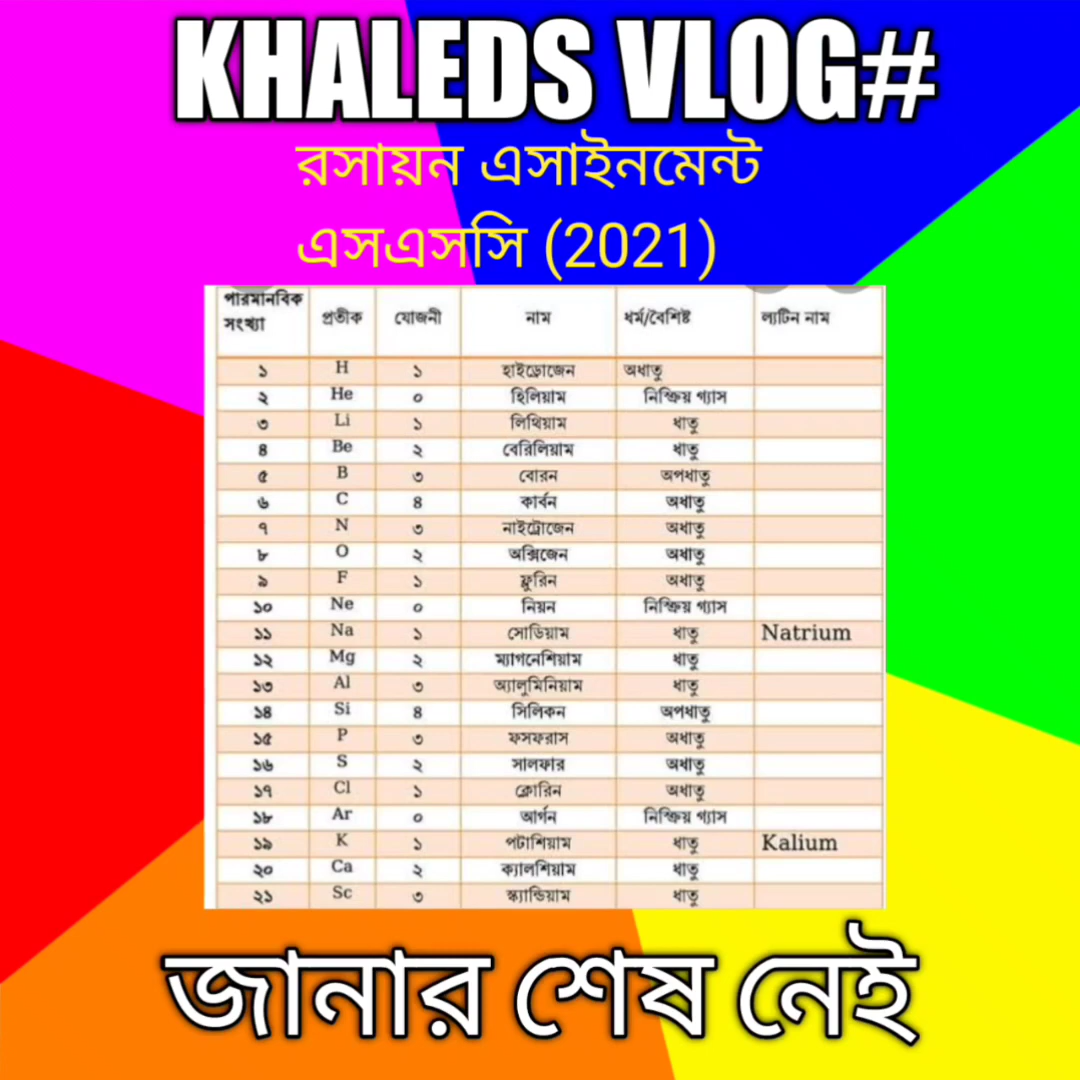 KHALEDS VLOG#
রসায়ন এসাইনমেন্ট
এসএসসি (2021)
পারমানবিক সংখ্যা প্রতীক যোজনী নাম ধর্ম/বৈশিষ্ট ল্যটিন নাম
১ H ১ হাইড্রোজেন অধাতু
২ He ০ হিলিয়াম নিস্ক্রিয় গ্যাস
৩ Li ১ লিথিয়াম ধাতু
৪ Be ২ বেরিলিয়াম ধাতু
৫ B ৩ বোরন অপধাতু
৬ C ৪ কার্বন অধাতু
৭ N ৩ নাইট্রোজেন অধাতু
৮ O ২ অক্সিজেন অধাতু
৯ F ১ ফ্লুরিন অধাতু
১০ Ne ০ নিয়ন নিস্ক্রিয় গ্যাস
১১ Na ১ সোডিয়াম ধাতু Natrium
১২ Mg ২ ম্যাগনেশিয়াম ধাতু
১৩ Al ৩ অ্যালুমিনিয়াম ধাতু
১৪ Si ৪ সিলিকন অপধাতু
১৫ P ৩ ফসফরাস অধাতু
১৬ S ২ সালফার অধাতু
১৭ Cl ১ ক্লোরিন অধাতু
১৮ Ar ০ আর্গন নিস্ক্রিয় গ্যাস
১৯ K ১ পটাশিয়াম ধাতু Kalium
২০ Ca ২ ক্যালশিয়াম ধাতু
২১ Sc ৩ স্ক্যান্ডিয়াম ধাতু
জানার শেষ নেই